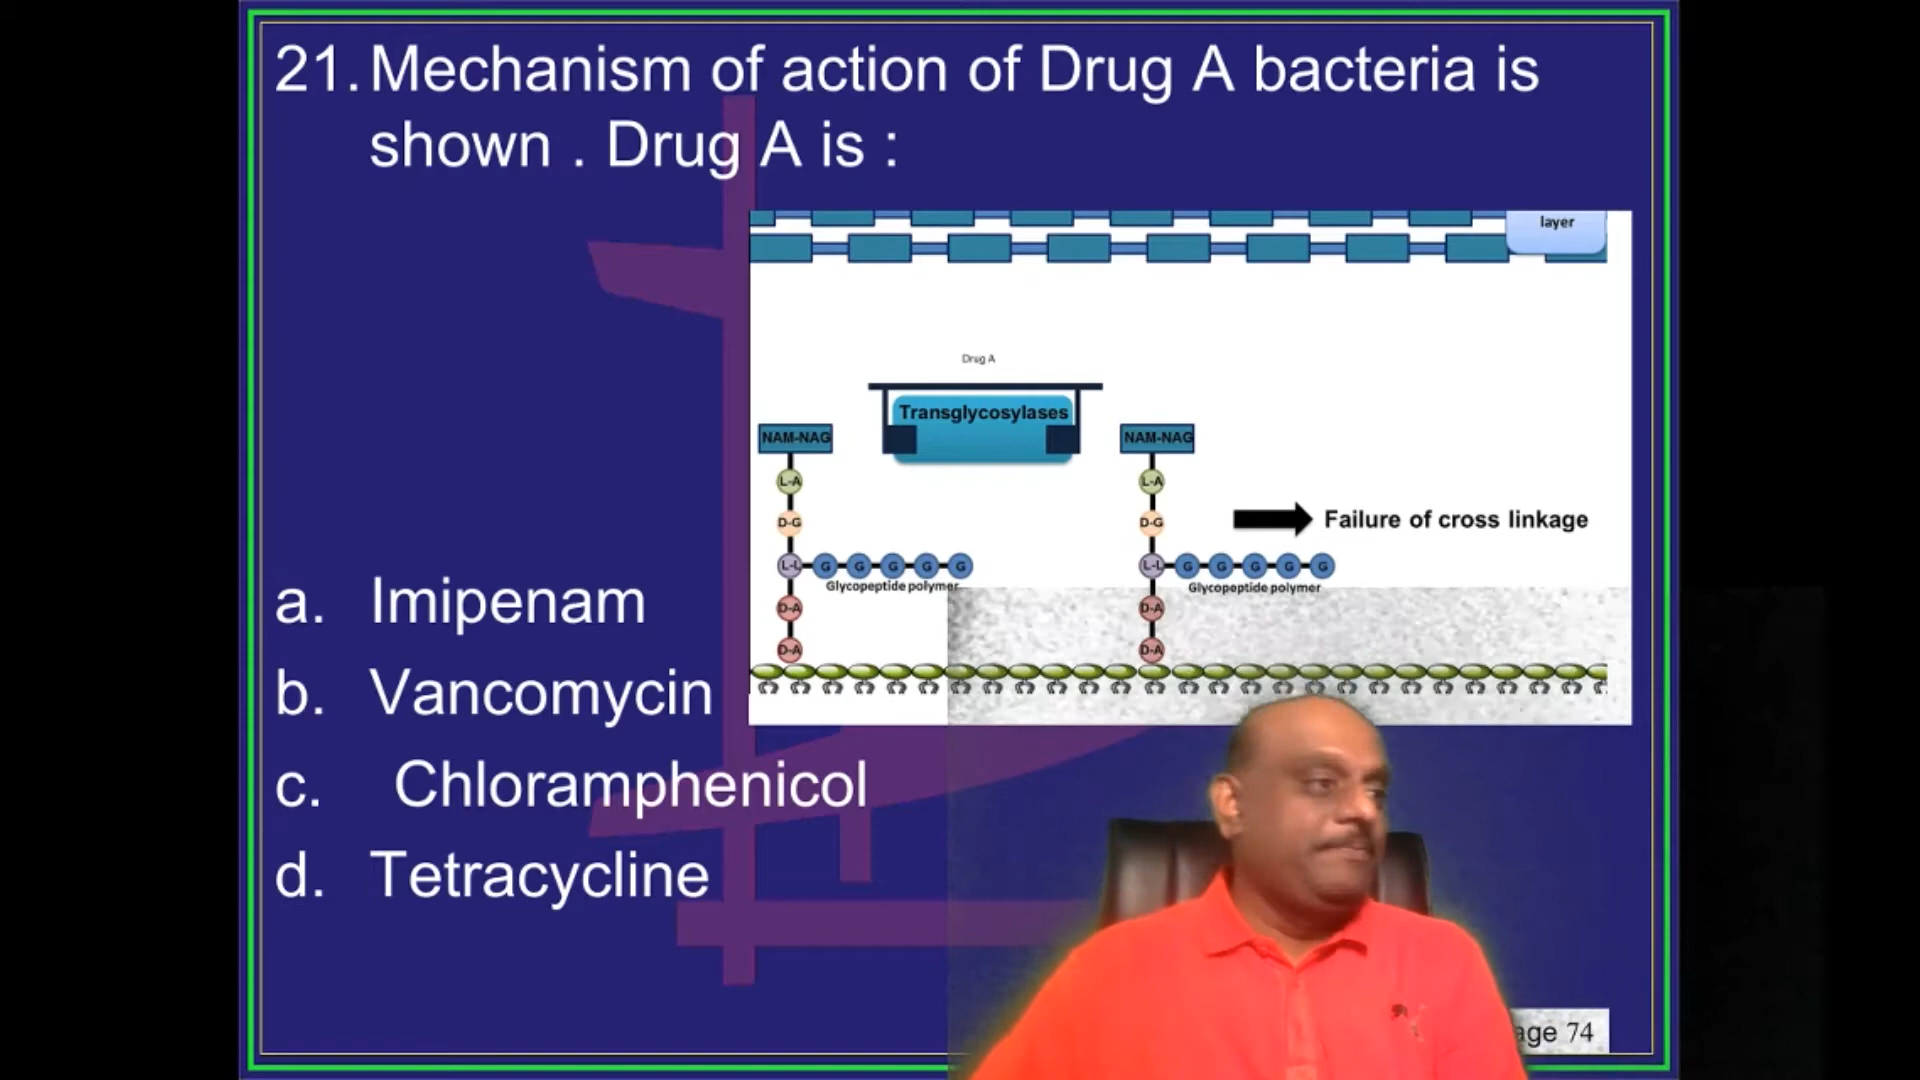 21. Mechanism of action of Drug A bacteria is
shown . Drug A is :
layer
Drug A
Transglycosylases
NAM-NAG
NAM-NAG
L-A
L-A
D-G
D-G
Failure of cross linkage
L-L G G G G G
L-L G G G G G
Glycopeptide polymer
Glycopeptide polymer
D-A
D-A
D-A
D-A
a. Imipenam
b. Vancomycin
c. Chloramphenicol
d. Tetracycline
age 74